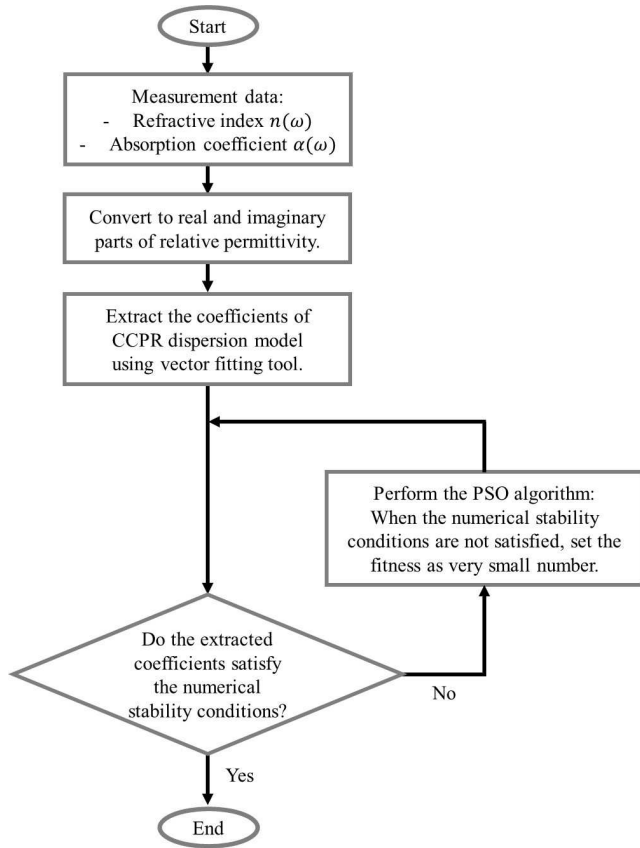 Start
Measurement data:
- Refractive index n(ω)
- Absorption coefficient α(ω)
Convert to real and imaginary
parts of relative permittivity.
Extract the coefficients of
CCPR dispersion model
using vector fitting tool.
Perform the PSO algorithm:
When the numerical stability
conditions are not satisfied, set the
fitness as very small number.
Do the extracted
coefficients satisfy
the numerical
stability conditions?
No
Yes
End